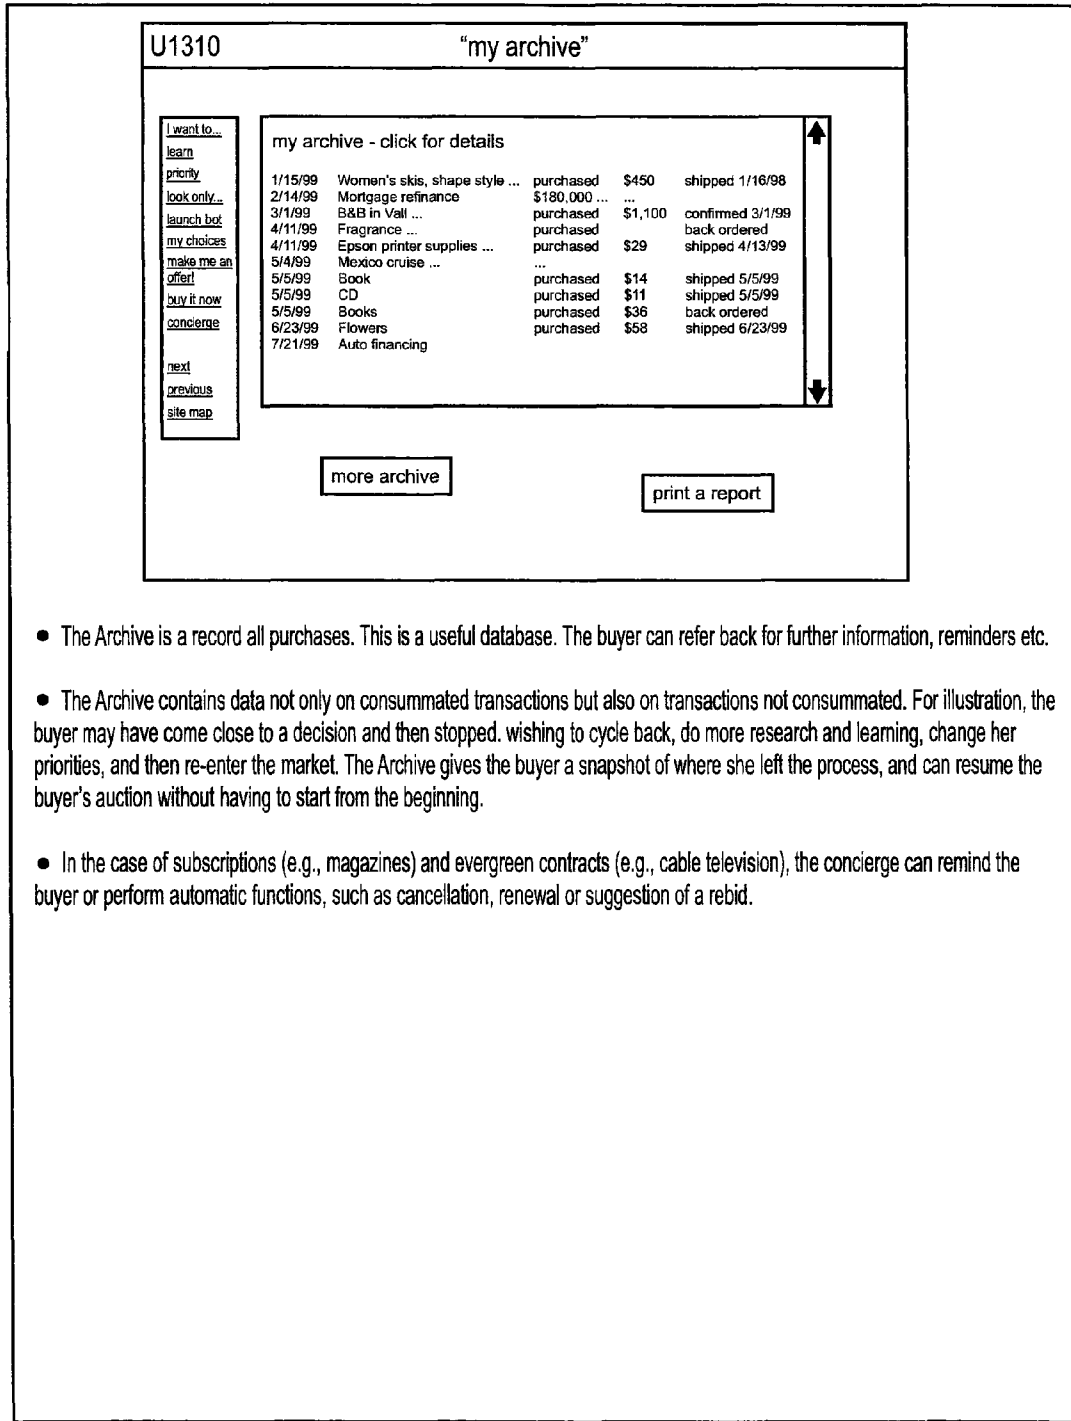 U1310 "my archive"
I want to...
learn
priority
look only...
launch bot
my choices
make me an
offer!
buy it now
concierge
next
previous
site map
my archive - click for details
1/15/99 Women's skis, shape style ... purchased $450 shipped 1/16/98
2/14/99 Mortgage refinance $180,000 ... ...
3/1/99 B&B in Vail ... purchased $1,100 confirmed 3/1/99
4/11/99 Fragrance ... purchased back ordered
4/11/99 Epson printer supplies ... purchased $29 shipped 4/13/99
5/4/99 Mexico cruise ... ...
5/5/99 Book purchased $14 shipped 5/5/99
5/5/99 CD purchased $11 shipped 5/5/99
5/5/99 Books purchased $36 back ordered
6/23/99 Flowers purchased $58 shipped 6/23/99
7/21/99 Auto financing
more archive
print a report
● The Archive is a record all purchases. This is a useful database. The buyer can refer back for further information, reminders etc.
● The Archive contains data not only on consummated transactions but also on transactions not consummated. For illustration, the
buyer may have come close to a decision and then stopped. wishing to cycle back, do more research and learning, change her
priorities, and then re-enter the market. The Archive gives the buyer a snapshot of where she left the process, and can resume the
buyer's auction without having to start from the beginning.
● In the case of subscriptions (e.g., magazines) and evergreen contracts (e.g., cable television), the concierge can remind the
buyer or perform automatic functions, such as cancellation, renewal or suggestion of a rebid.